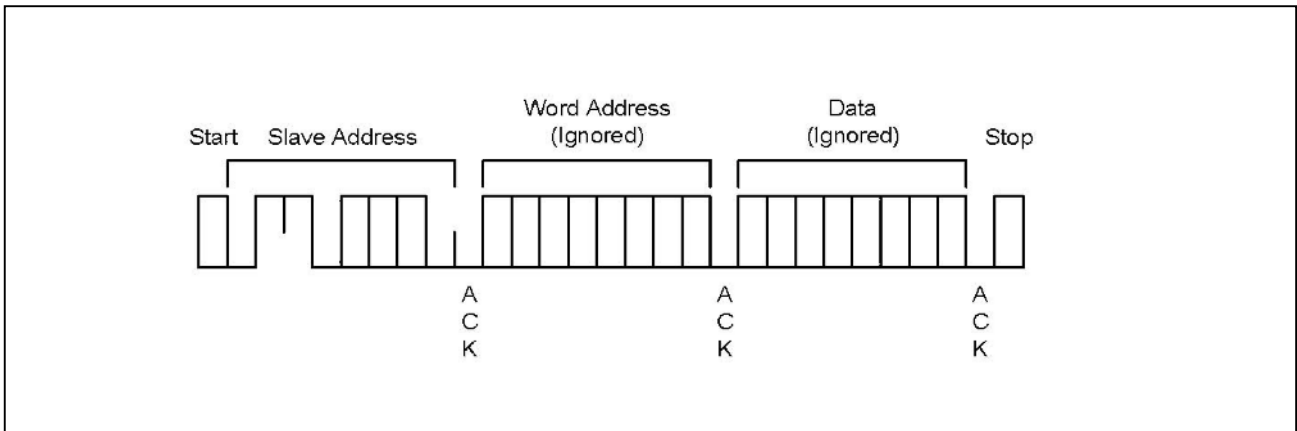 Start
Slave Address
Word Address
(Ignored)
Data
(Ignored)
Stop
A
C
K
A
C
K
A
C
K